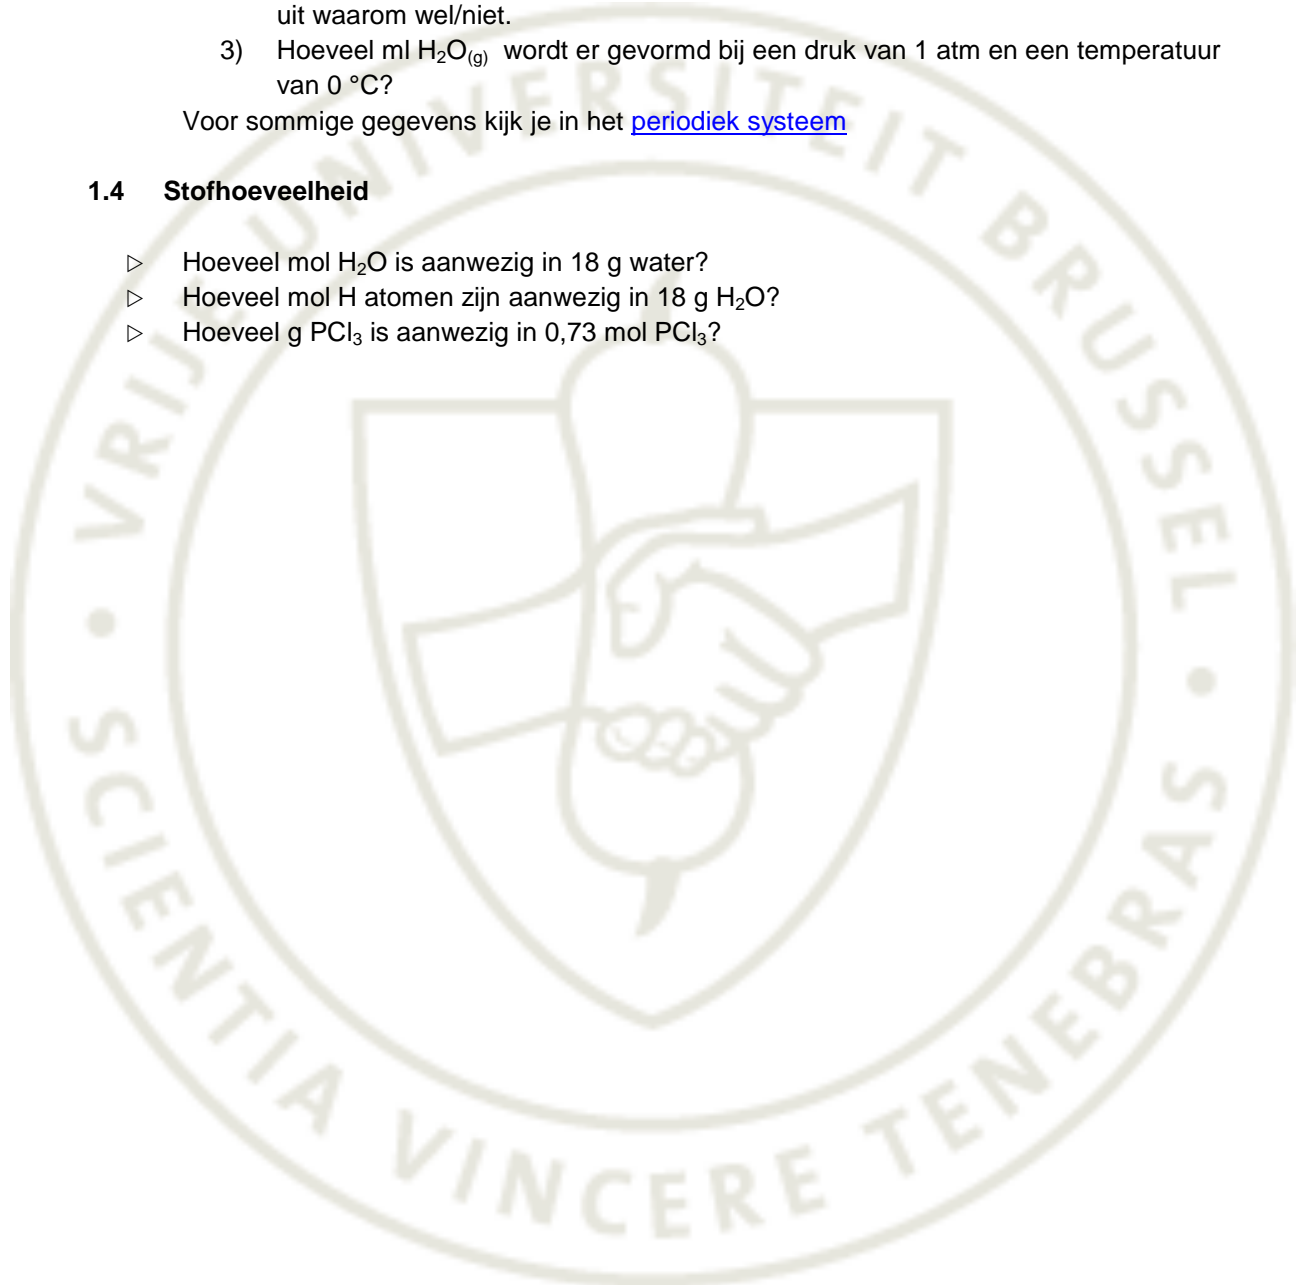 uit waarom wel/niet.
3) Hoeveel ml H₂O₍g₎ wordt er gevormd bij een druk van 1 atm en een temperatuur
van 0 °C?
Voor sommige gegevens kijk je in het periodiek systeem
1.4 Stofhoeveelheid
▷ Hoeveel mol H₂O is aanwezig in 18 g water?
▷ Hoeveel mol H atomen zijn aanwezig in 18 g H₂O?
▷ Hoeveel g PCl₃ is aanwezig in 0,73 mol PCl₃?
VRIJE UNIVERSITEIT BRUSSEL
SCIENTIA VINCERE TENEBRAS